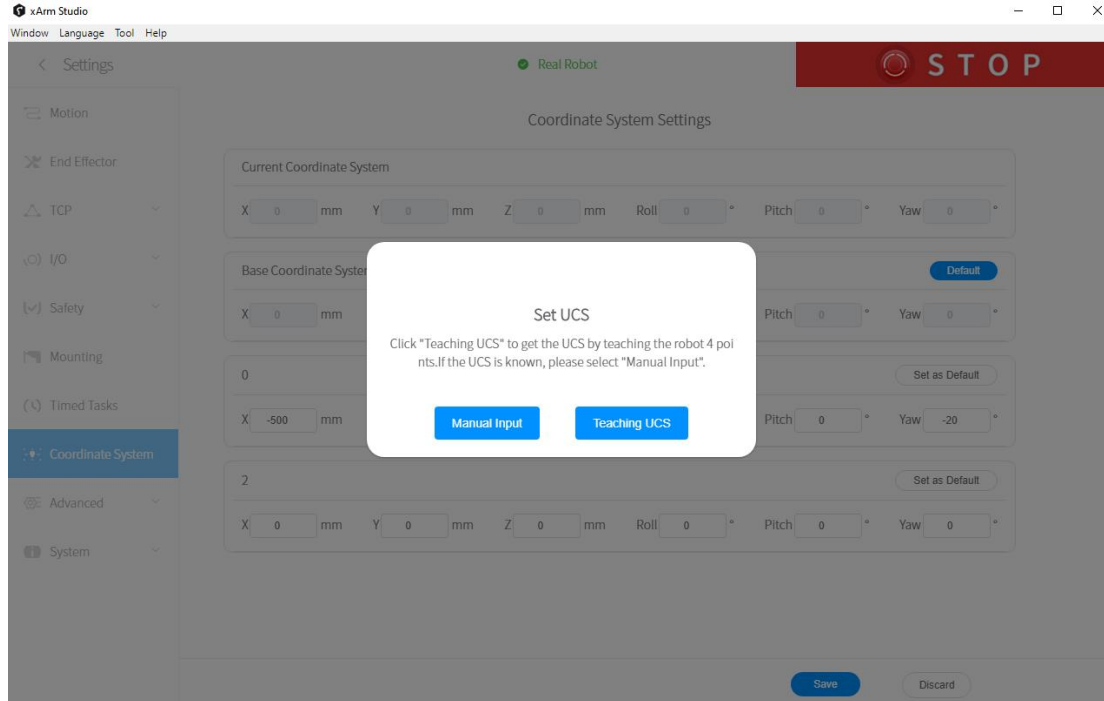 xArm Studio
Window Language Tool Help
Settings
Real Robot
STOP
Motion
End Effector
TCP
I/O
Safety
Mounting
Timed Tasks
Coordinate System
Advanced
System
Coordinate System Settings
Current Coordinate System
X 0 mm Y 0 mm Z 0 mm Roll 0 ° Pitch 0 ° Yaw 0 °
Base Coordinate System Default
X 0 mm Pitch 0 ° Yaw 0 °
0 Set as Default
X -500 mm Pitch 0 ° Yaw -20 °
2 Set as Default
X 0 mm Y 0 mm Z 0 mm Roll 0 ° Pitch 0 ° Yaw 0 °
Set UCS
Click "Teaching UCS" to get the UCS by teaching the robot 4 poi
nts.If the UCS is known, please select "Manual Input".
Manual Input Teaching UCS
Save Discard